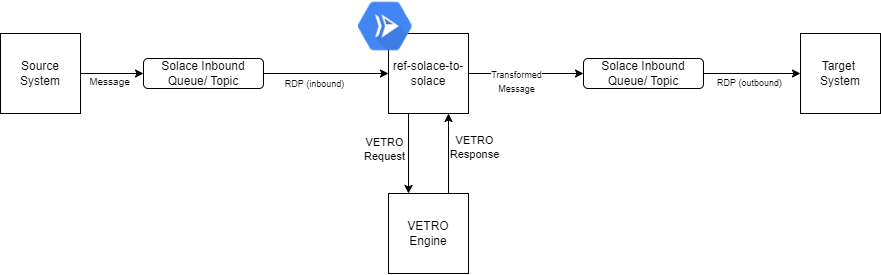 Source
System
Message
Solace Inbound
Queue/ Topic
RDP (inbound)
ref-solace-to-
solace
Transformed
Message
Solace Inbound
Queue/ Topic
RDP (outbound)
Target
System
VETRO
Request
VETRO
Response
VETRO
Engine